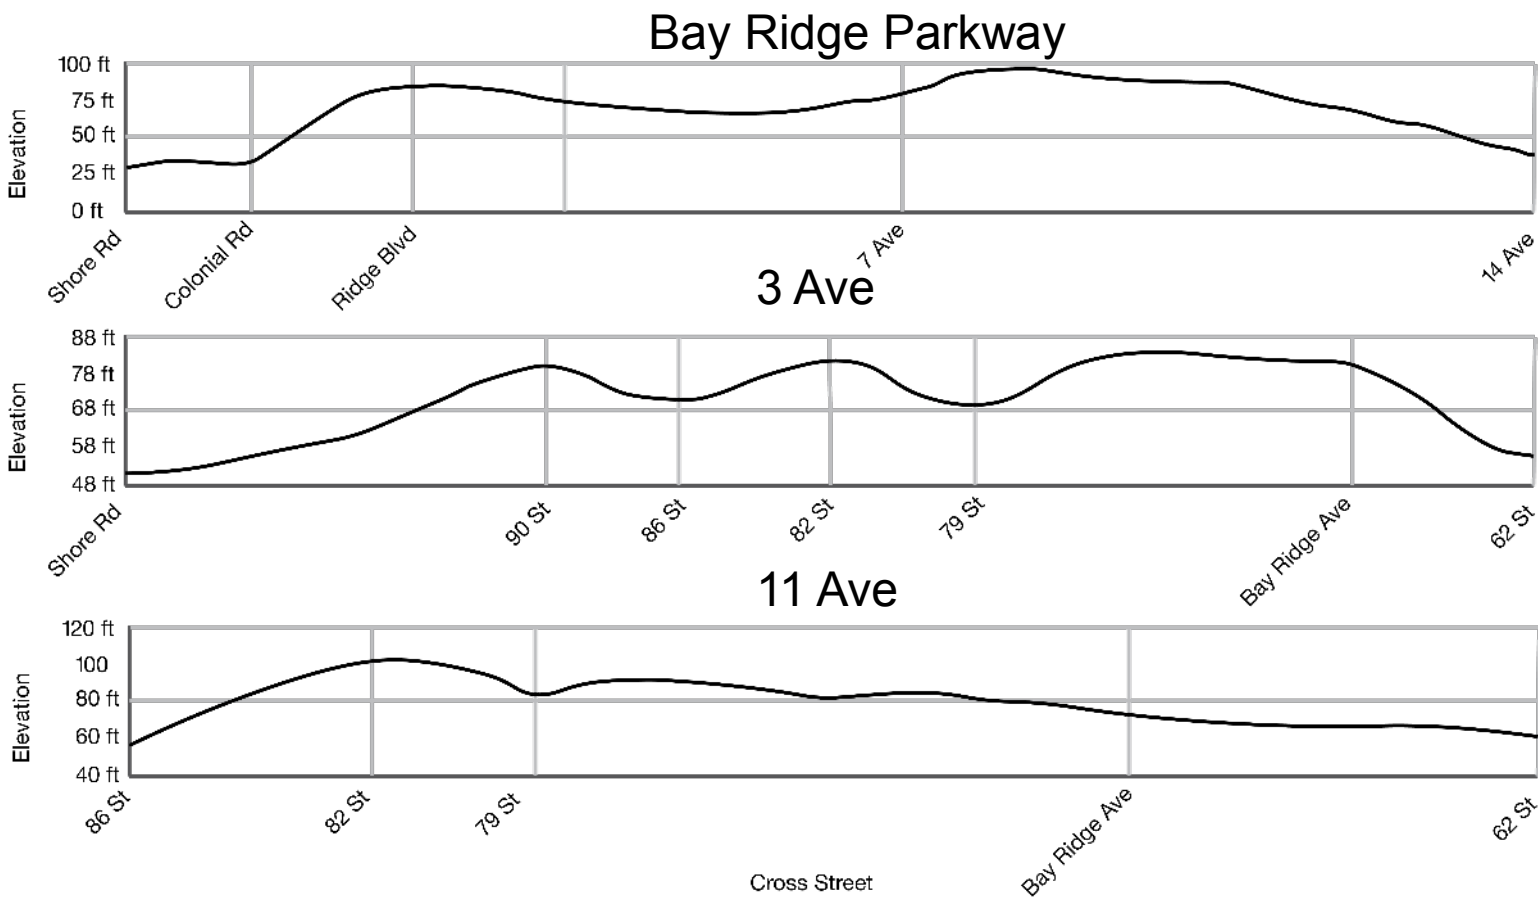 Bay Ridge Parkway
Elevation
100 ft
75 ft
50 ft
25 ft
0 ft
Shore Rd
Colonial Rd
Ridge Blvd
7 Ave
14 Ave
3 Ave
Elevation
88 ft
78 ft
68 ft
58 ft
48 ft
Shore Rd
90 St
86 St
82 St
79 St
Bay Ridge Ave
62 St
11 Ave
Elevation
120 ft
100
80 ft
60 ft
40 ft
86 St
82 St
79 St
Bay Ridge Ave
62 St
Cross Street